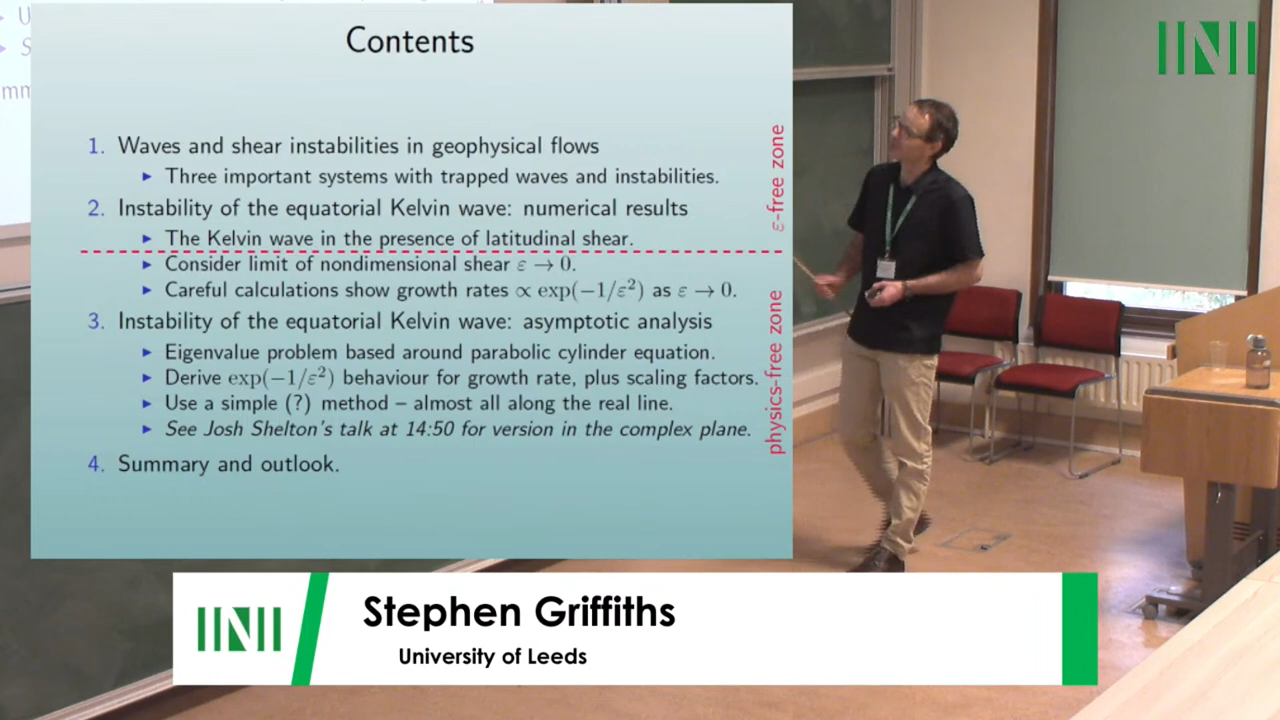 Contents
1. Waves and shear instabilities in geophysical flows
▸ Three important systems with trapped waves and instabilities.
2. Instability of the equatorial Kelvin wave: numerical results
▸ The Kelvin wave in the presence of latitudinal shear.
▸ Consider limit of nondimensional shear ε → 0.
▸ Careful calculations show growth rates ∝ exp(−1/ε²) as ε → 0.
3. Instability of the equatorial Kelvin wave: asymptotic analysis
▸ Eigenvalue problem based around parabolic cylinder equation.
▸ Derive exp(−1/ε²) behaviour for growth rate, plus scaling factors.
▸ Use a simple (?) method – almost all along the real line.
▸ See Josh Shelton's talk at 14:50 for version in the complex plane.
4. Summary and outlook.
ε-free zone
physics-free zone
Stephen Griffiths
University of Leeds